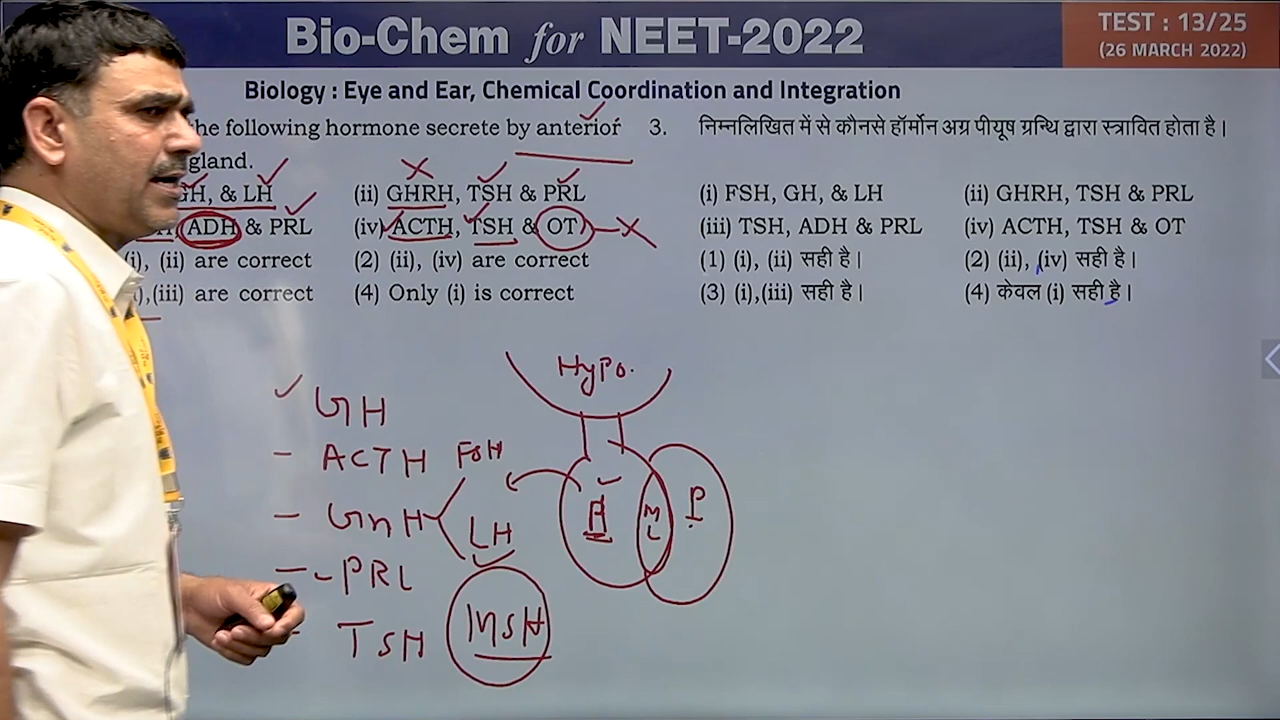 Bio-Chem for NEET-2022
TEST : 13/25
(26 MARCH 2022)
Biology : Eye and Ear, Chemical Coordination and Integration
he following hormone secrete by anterior
gland.
GH, & LH (ii) GHRH, TSH & PRL
ADH & PRL (iv) ACTH, TSH & OT
(i), (ii) are correct (2) (ii), (iv) are correct
,(iii) are correct (4) Only (i) is correct
3. निम्नलिखित में से कौनसे हॉर्मोन अग्र पीयूष ग्रन्थि द्वारा स्त्रावित होता है।
(i) FSH, GH, & LH (ii) GHRH, TSH & PRL
(iii) TSH, ADH & PRL (iv) ACTH, TSH & OT
(1) (i), (ii) सही है। (2) (ii), (iv) सही है।
(3) (i),(iii) सही है। (4) केवल (i) सही है।
Hypo.
GH
ACTH
FSH
GnH
LH
PRL
TSH
MSH
A
ML
P